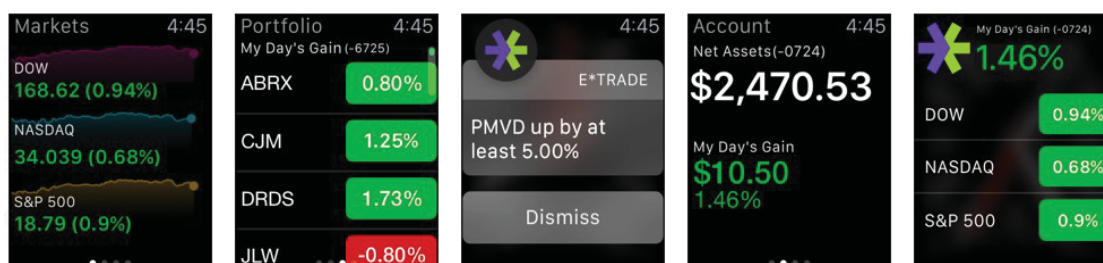 Markets 4:45
DOW
168.62 (0.94%)
NASDAQ
34.039 (0.68%)
S&P 500
18.79 (0.9%)
Portfolio 4:45
My Day's Gain (-6725)
ABRX 0.80%
CJM 1.25%
DRDS 1.73%
JLW -0.80%
4:45
E*TRADE
PMVD up by at
least 5.00%
Dismiss
Account 4:45
Net Assets(-0724)
$2,470.53
My Day's Gain
$10.50
1.46%
My Day's Gain (-0724)
1.46%
DOW 0.94%
NASDAQ 0.68%
S&P 500 0.9%